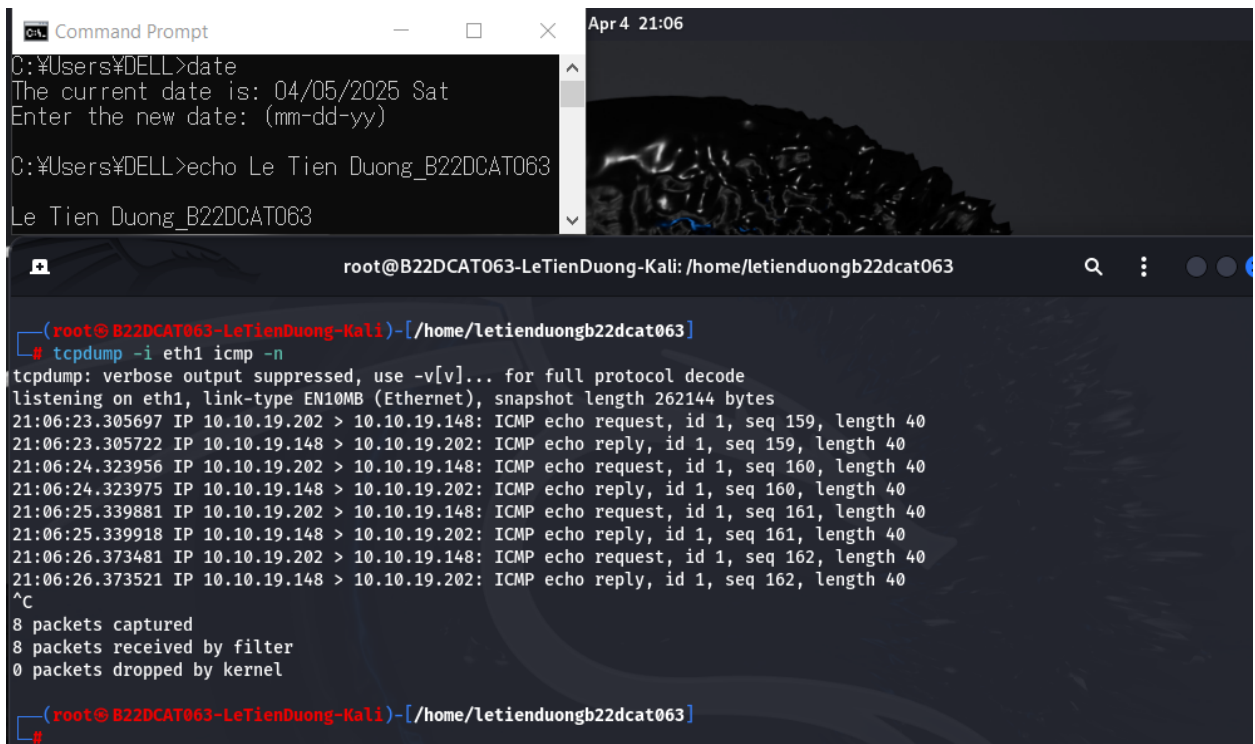 Command Prompt
Apr 4 21:06
C:¥Users¥DELL>date
The current date is: 04/05/2025 Sat
Enter the new date: (mm-dd-yy)
C:¥Users¥DELL>echo Le Tien Duong_B22DCAT063
Le Tien Duong_B22DCAT063
root@B22DCAT063-LeTienDuong-Kali: /home/letienduongb22dcat063
┌──(root㉿B22DCAT063-LeTienDuong-Kali)-[/home/letienduongb22dcat063]
└─# tcpdump -i eth1 icmp -n
tcpdump: verbose output suppressed, use -v[v]... for full protocol decode
listening on eth1, link-type EN10MB (Ethernet), snapshot length 262144 bytes
21:06:23.305697 IP 10.10.19.202 > 10.10.19.148: ICMP echo request, id 1, seq 159, length 40
21:06:23.305722 IP 10.10.19.148 > 10.10.19.202: ICMP echo reply, id 1, seq 159, length 40
21:06:24.323956 IP 10.10.19.202 > 10.10.19.148: ICMP echo request, id 1, seq 160, length 40
21:06:24.323975 IP 10.10.19.148 > 10.10.19.202: ICMP echo reply, id 1, seq 160, length 40
21:06:25.339881 IP 10.10.19.202 > 10.10.19.148: ICMP echo request, id 1, seq 161, length 40
21:06:25.339918 IP 10.10.19.148 > 10.10.19.202: ICMP echo reply, id 1, seq 161, length 40
21:06:26.373481 IP 10.10.19.202 > 10.10.19.148: ICMP echo request, id 1, seq 162, length 40
21:06:26.373521 IP 10.10.19.148 > 10.10.19.202: ICMP echo reply, id 1, seq 162, length 40
^C
8 packets captured
8 packets received by filter
0 packets dropped by kernel
┌──(root㉿B22DCAT063-LeTienDuong-Kali)-[/home/letienduongb22dcat063]
└─#